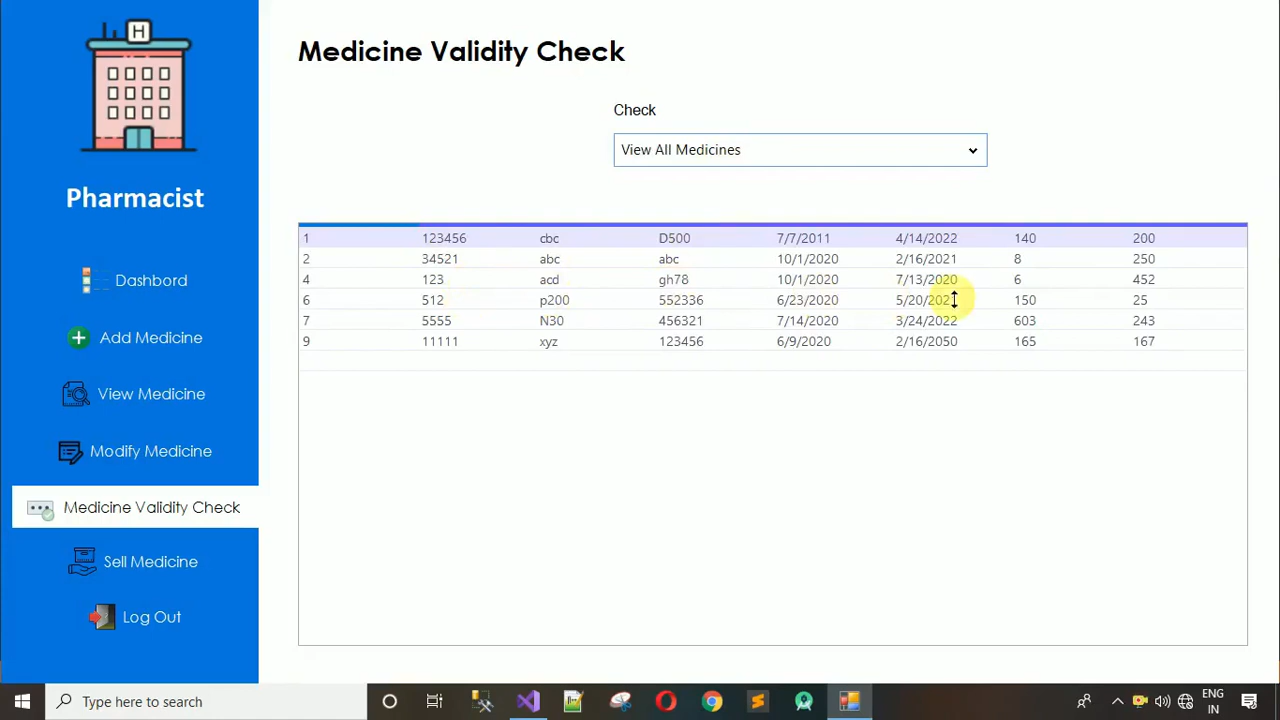 H
Medicine Validity Check
Check
View All Medicines
Pharmacist
1 123456 cbc D500 7/7/2011 4/14/2022 140 200
2 34521 abc abc 10/1/2020 2/16/2021 8 250
4 123 acd gh78 10/1/2020 7/13/2020 6 452
6 512 p200 552336 6/23/2020 150 25
7 5555 N30 456321 7/14/2020 3/24/2022 603 243
9 11111 xyz 123456 6/9/2020 2/16/2050 165 167
Dashbord
Add Medicine
View Medicine
Modify Medicine
Medicine Validity Check
Sell Medicine
Log Out
Type here to search
ENG
IN